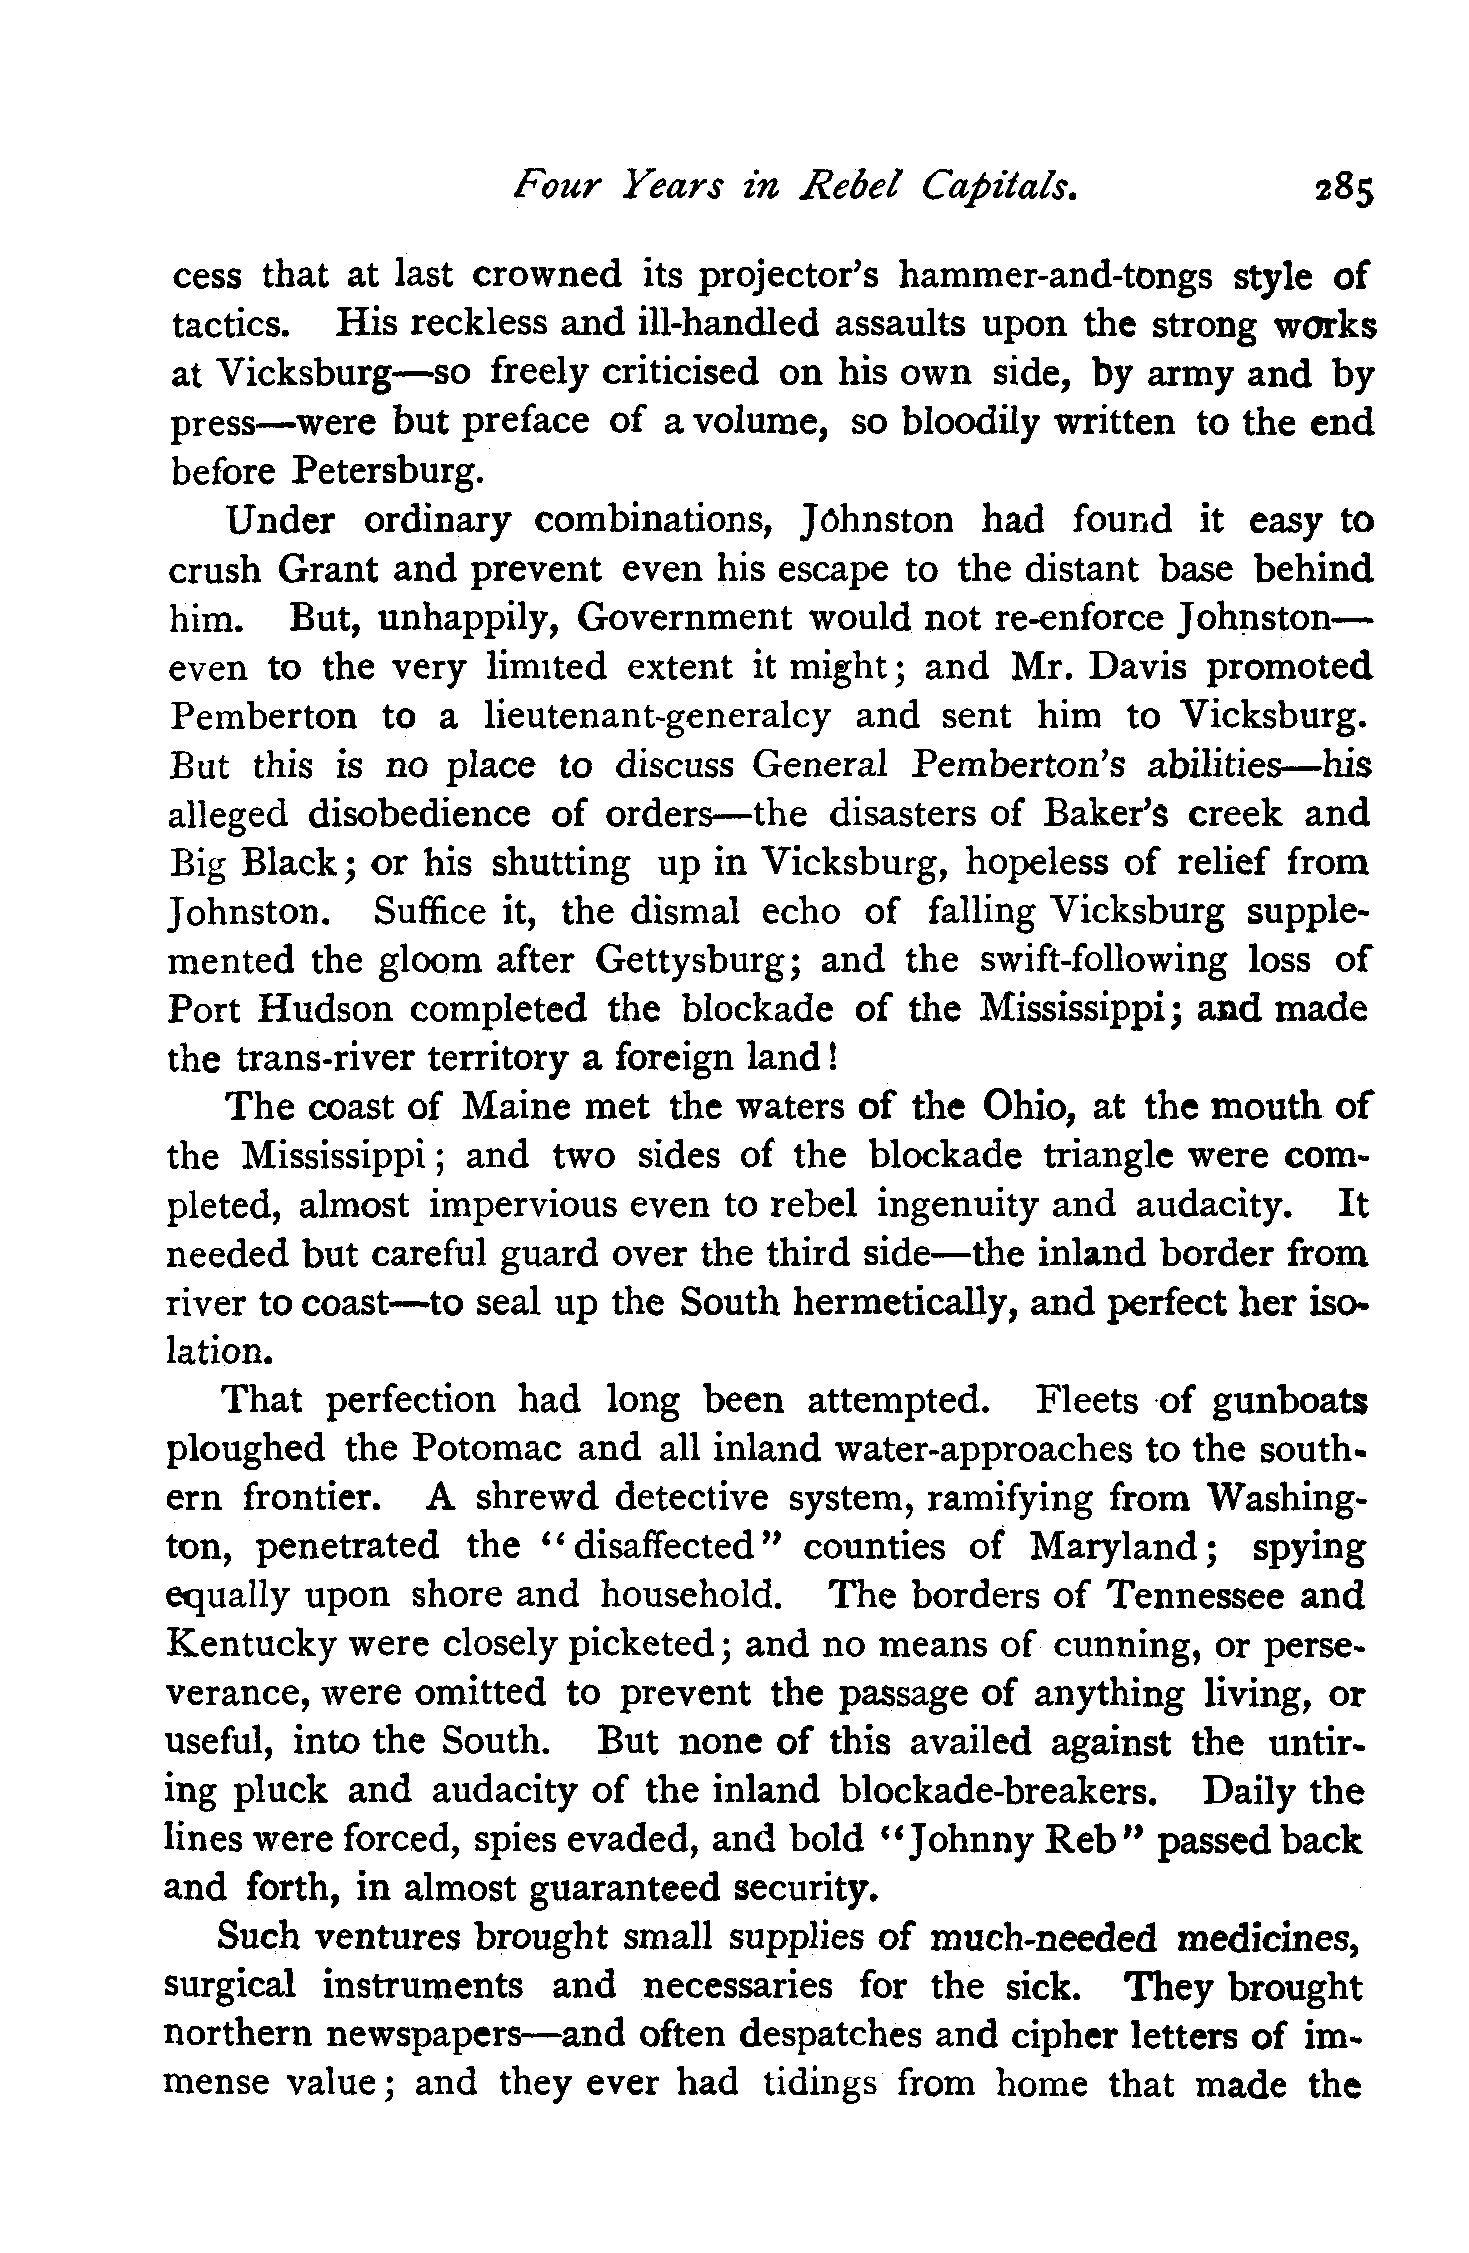 Four Years in Rebel Capitals. 285
cess that at last crowned its projector's hammer-and-tongs style of
tactics. His reckless and ill-handled assaults upon the strong works
at Vicksburg—so freely criticised on his own side, by army and by
press—were but preface of a volume, so bloodily written to the end
before Petersburg.
Under ordinary combinations, Johnston had found it easy to
crush Grant and prevent even his escape to the distant base behind
him. But, unhappily, Government would not re-enforce Johnston—
even to the very limited extent it might; and Mr. Davis promoted
Pemberton to a lieutenant-generalcy and sent him to Vicksburg.
But this is no place to discuss General Pemberton's abilities—his
alleged disobedience of orders—the disasters of Baker's creek and
Big Black; or his shutting up in Vicksburg, hopeless of relief from
Johnston. Suffice it, the dismal echo of falling Vicksburg supple-
mented the gloom after Gettysburg; and the swift-following loss of
Port Hudson completed the blockade of the Mississippi; and made
the trans-river territory a foreign land!
The coast of Maine met the waters of the Ohio, at the mouth of
the Mississippi; and two sides of the blockade triangle were com-
pleted, almost impervious even to rebel ingenuity and audacity. It
needed but careful guard over the third side—the inland border from
river to coast—to seal up the South hermetically, and perfect her iso-
lation.
That perfection had long been attempted. Fleets of gunboats
ploughed the Potomac and all inland water-approaches to the south-
ern frontier. A shrewd detective system, ramifying from Washing-
ton, penetrated the "disaffected" counties of Maryland; spying
equally upon shore and household. The borders of Tennessee and
Kentucky were closely picketed; and no means of cunning, or perse-
verance, were omitted to prevent the passage of anything living, or
useful, into the South. But none of this availed against the untir-
ing pluck and audacity of the inland blockade-breakers. Daily the
lines were forced, spies evaded, and bold "Johnny Reb" passed back
and forth, in almost guaranteed security.
Such ventures brought small supplies of much-needed medicines,
surgical instruments and necessaries for the sick. They brought
northern newspapers—and often despatches and cipher letters of im-
mense value; and they ever had tidings from home that made the